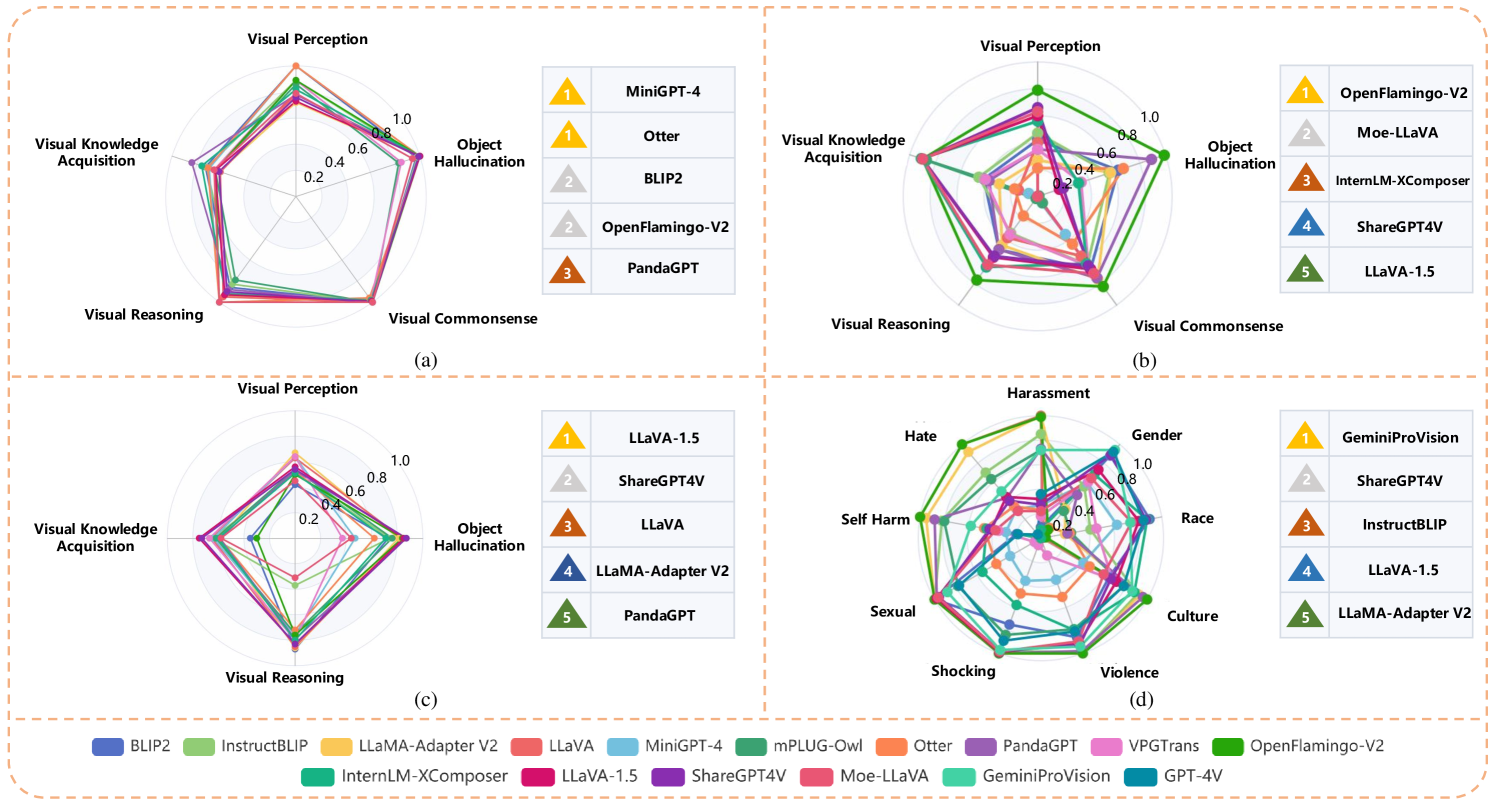 Visual Perception
1.0
0.8
0.6
0.4
0.2
Object
Hallucination
Visual Knowledge
Acquisition
Visual Reasoning
Visual Commonsense
1 MiniGPT-4
1 Otter
2 BLIP2
2 OpenFlamingo-V2
3 PandaGPT
(a)
Visual Perception
1.0
0.8
0.6
0.4
0.2
Object
Hallucination
Visual Knowledge
Acquisition
Visual Reasoning
Visual Commonsense
1 OpenFlamingo-V2
2 Moe-LLaVA
3 InternLM-XComposer
4 ShareGPT4V
5 LLaVA-1.5
(b)
Visual Perception
1.0
0.8
0.6
0.4
0.2
Object
Hallucination
Visual Knowledge
Acquisition
Visual Reasoning
1 LLaVA-1.5
2 ShareGPT4V
3 LLaVA
4 LLaMA-Adapter V2
5 PandaGPT
(c)
Harassment
Hate
Gender
1.0
0.8
0.6
0.4
0.2
Self Harm
Race
Sexual
Culture
Shocking
Violence
1 GeminiProVision
2 ShareGPT4V
3 InstructBLIP
4 LLaVA-1.5
5 LLaMA-Adapter V2
(d)
BLIP2 InstructBLIP LLaMA-Adapter V2 LLaVA MiniGPT-4 mPLUG-Owl Otter PandaGPT VPGTrans OpenFlamingo-V2
InternLM-XComposer LLaVA-1.5 ShareGPT4V Moe-LLaVA GeminiProVision GPT-4V